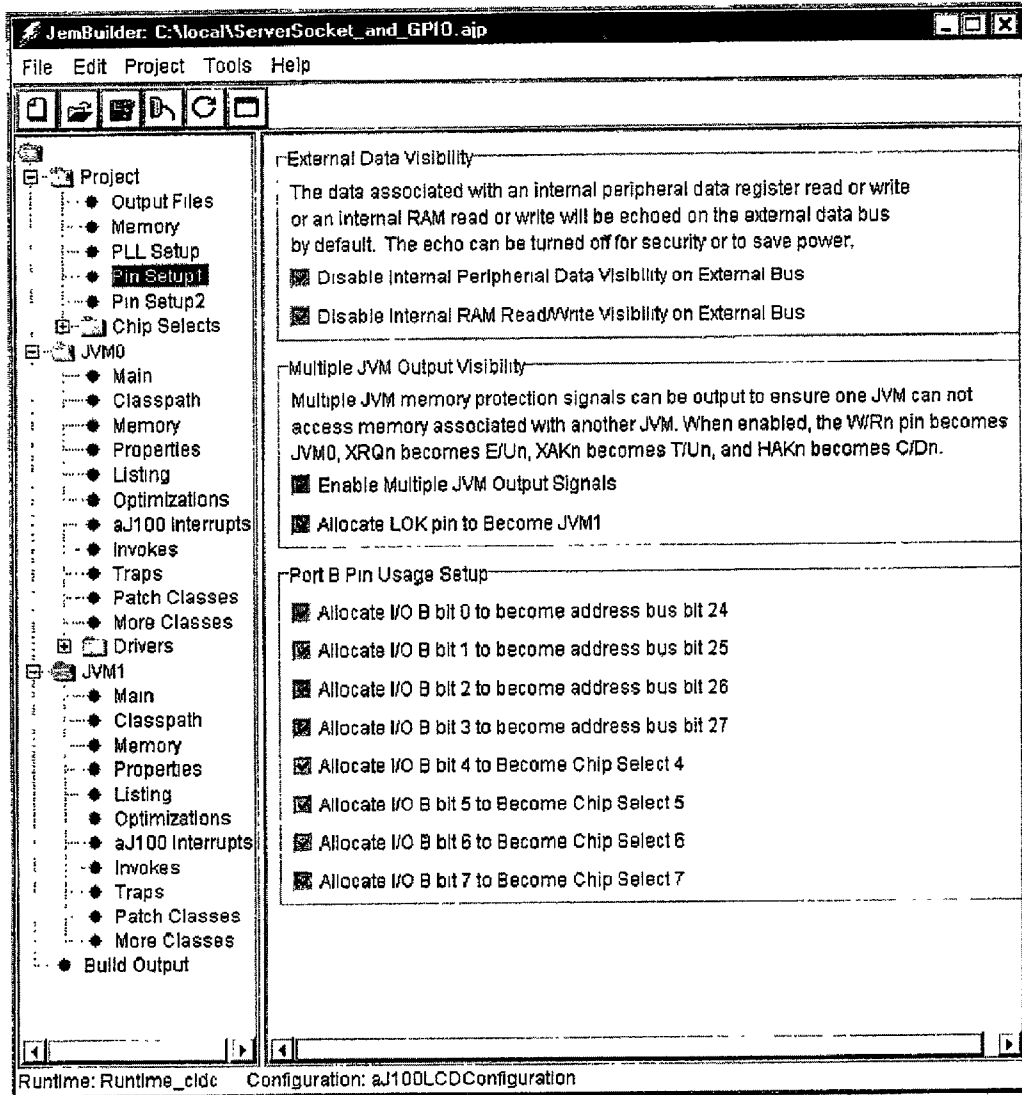 JemBuilder: C:\local\ServerSocket_and_GPIO.ajp
File Edit Project Tools Help
Project
Output Files
Memory
PLL Setup
Pin Setup1
Pin Setup2
Chip Selects
JVM0
Main
Classpath
Memory
Properties
Listing
Optimizations
aJ100 Interrupts
Invokes
Traps
Patch Classes
More Classes
Drivers
JVM1
Main
Classpath
Memory
Properties
Listing
Optimizations
aJ100 Interrupts
Invokes
Traps
Patch Classes
More Classes
Build Output
External Data Visibility
The data associated with an internal peripheral data register read or write
or an internal RAM read or write will be echoed on the external data bus
by default. The echo can be turned off for security or to save power.
Disable Internal Peripherial Data Visibility on External Bus
Disable Internal RAM Read/Write Visibility on External Bus
Multiple JVM Output Visibility
Multiple JVM memory protection signals can be output to ensure one JVM can not
access memory associated with another JVM. When enabled, the W/Rn pin becomes
JVM0, XRQn becomes E/Un, XAKn becomes T/Un, and HAKn becomes C/Dn.
Enable Multiple JVM Output Signals
Allocate LOK pin to Become JVM1
Port B Pin Usage Setup
Allocate I/O B bit 0 to become address bus bit 24
Allocate I/O B bit 1 to become address bus bit 25
Allocate I/O B bit 2 to become address bus bit 26
Allocate I/O B bit 3 to become address bus bit 27
Allocate I/O B bit 4 to Become Chip Select 4
Allocate I/O B bit 5 to Become Chip Select 5
Allocate I/O B bit 6 to Become Chip Select 6
Allocate I/O B bit 7 to Become Chip Select 7
Runtime: Runtime_cldc Configuration: aJ100LCDConfiguration